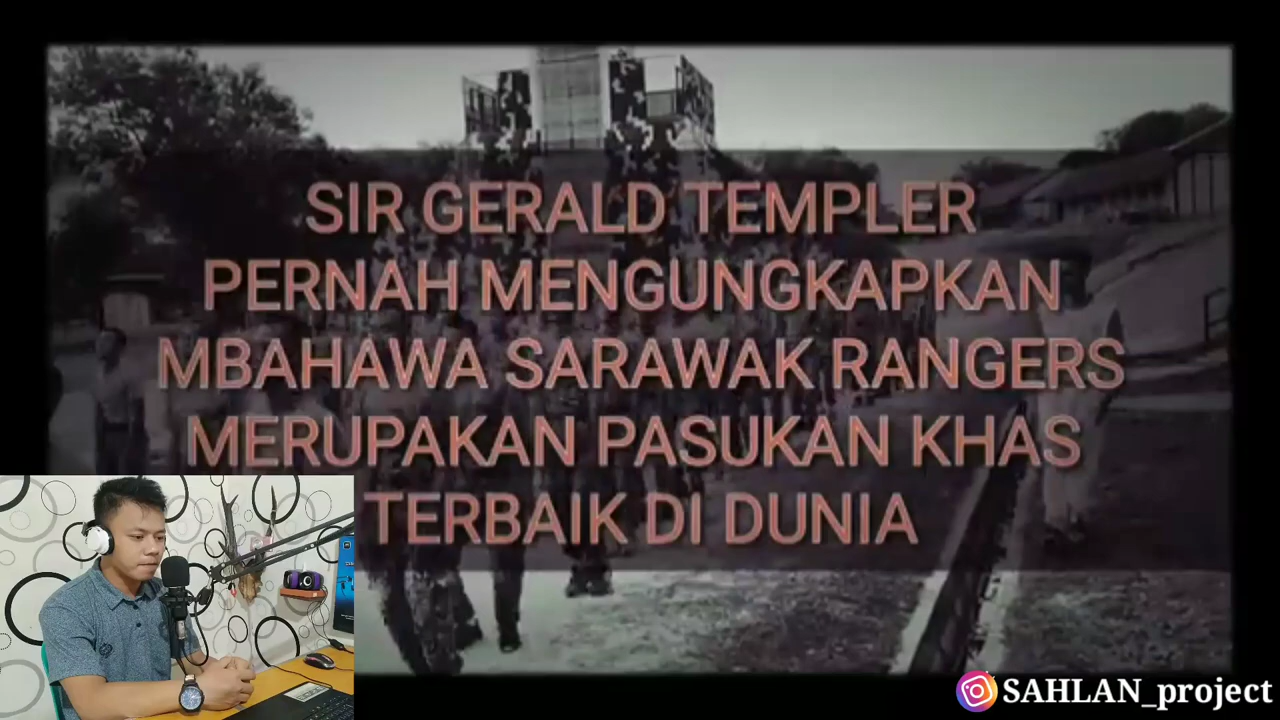 SIR GERALD TEMPLER
PERNAH MENGUNGKAPKAN
MBAHAWA SARAWAK RANGERS
MERUPAKAN PASUKAN KHAS
TERBAIK DI DUNIA
SAHLAN_project